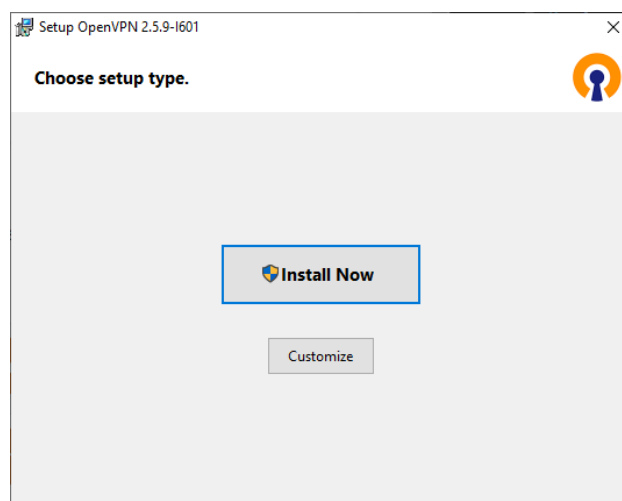 Setup OpenVPN 2.5.9-I601
Choose setup type.
Install Now
Customize